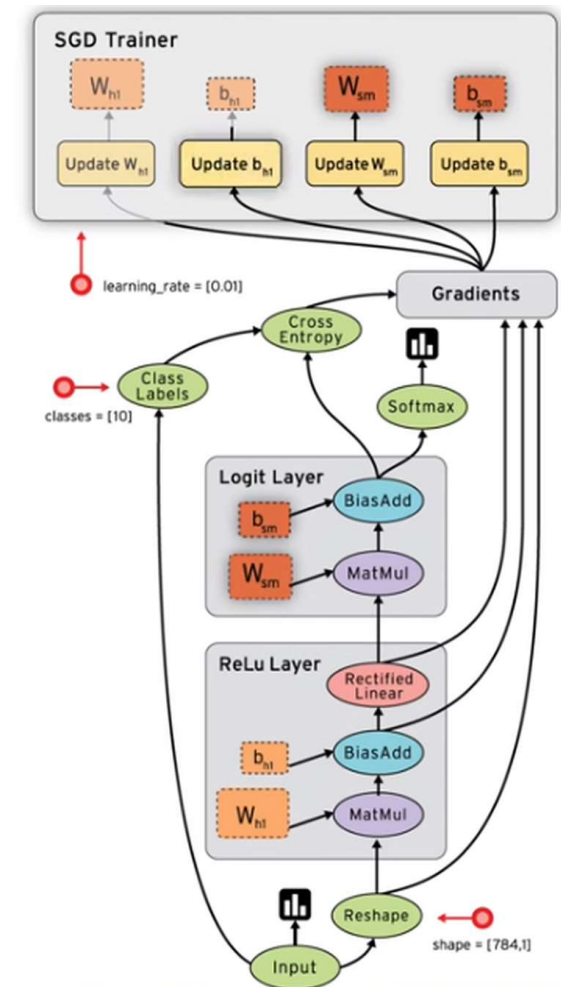 SGD Trainer
Wh1
bh1
Wsm
bsm
Update Wh1
Update bh1
Update Wsm
Update bsm
learning_rate = [0.01]
Gradients
Cross
Entropy
Class
Labels
classes = [10]
Softmax
Logit Layer
BiasAdd
bsm
Wsm
MatMul
ReLu Layer
Rectified
Linear
bh1
BiasAdd
Wh1
MatMul
Reshape
shape = [784,1]
Input